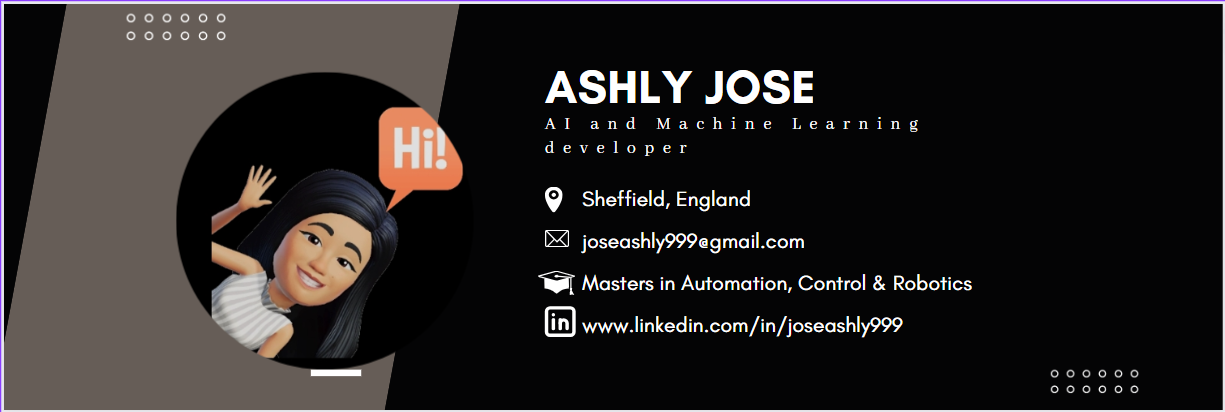 Hi!
ASHLY JOSE
AI and Machine Learning
developer
Sheffield, England
joseashly999@gmail.com
Masters in Automation, Control & Robotics
in www.linkedin.com/in/joseashly999